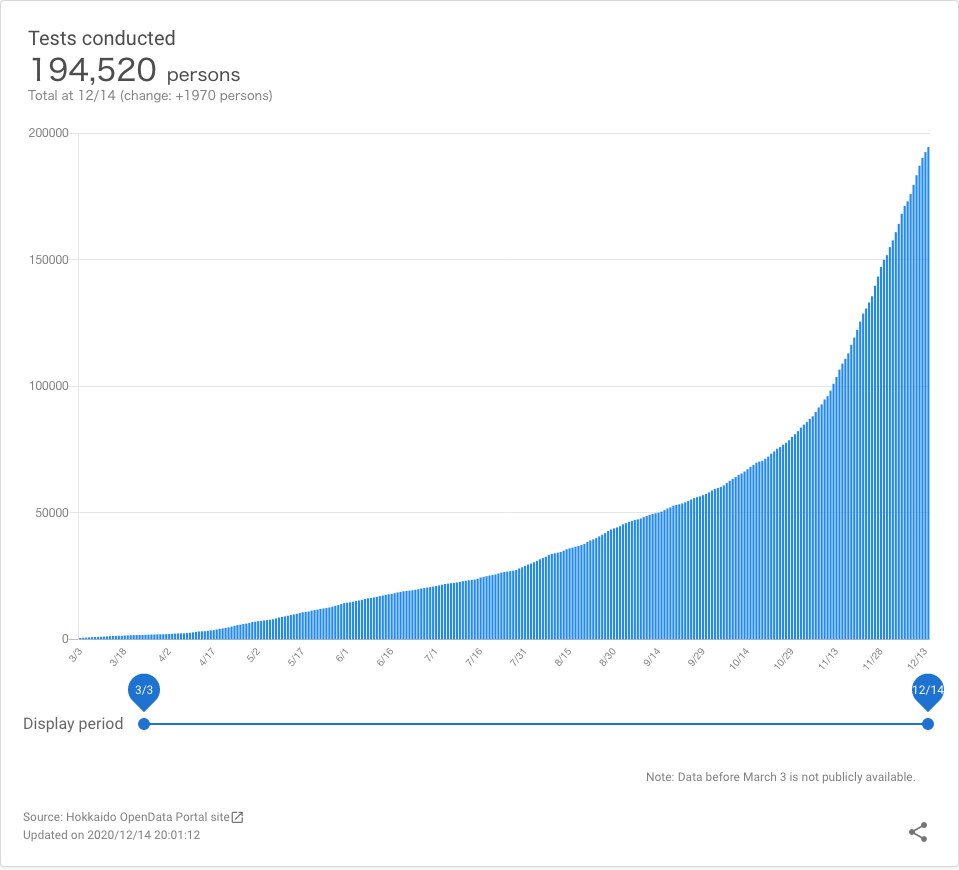 Tests conducted
194,520 persons
Total at 12/14 (change: +1970 persons)
200000
150000
100000
50000
0
3/3 3/18 4/2 4/17 5/2 5/17 6/1 6/16 7/1 7/16 7/31 8/15 8/30 9/14 9/29 10/14 10/29 11/13 11/28 12/13
3/3 12/14
Display period
Note: Data before March 3 is not publicly available.
Source: Hokkaido OpenData Portal site
Updated on 2020/12/14 20:01:12